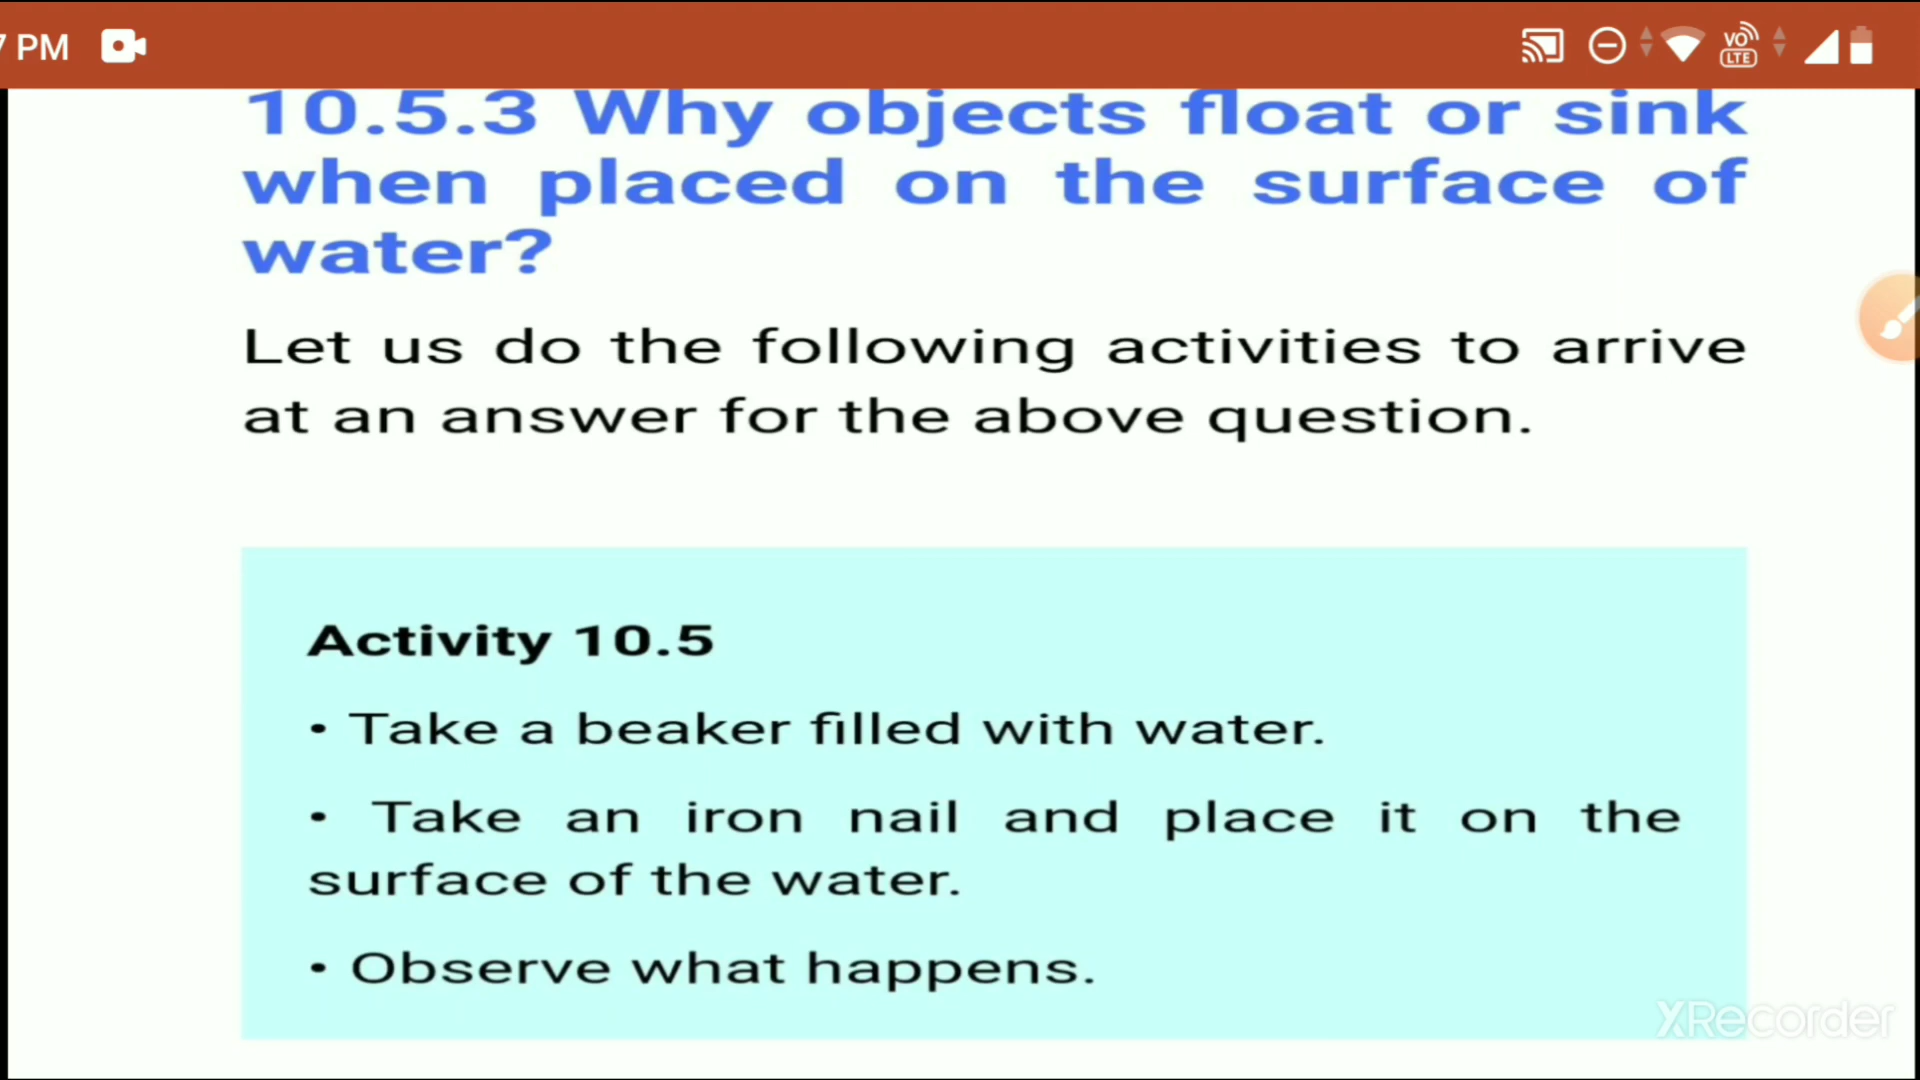 7 PM
VO
LTE
10.5.3 Why objects float or sink
when placed on the surface of
water?
Let us do the following activities to arrive
at an answer for the above question.
Activity 10.5
• Take a beaker filled with water.
• Take an iron nail and place it on the
surface of the water.
• Observe what happens.
XRecorder